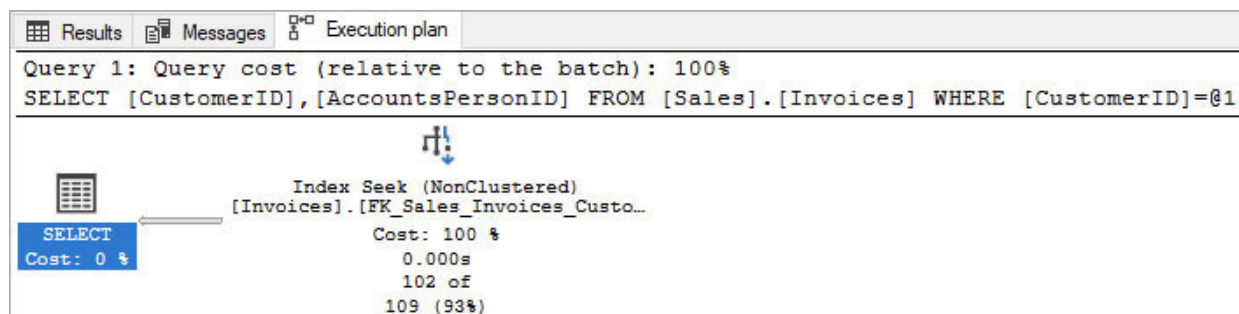 Results Messages Execution plan
Query 1: Query cost (relative to the batch): 100%
SELECT [CustomerID],[AccountsPersonID] FROM [Sales].[Invoices] WHERE [CustomerID]=@1
Index Seek (NonClustered)
[Invoices].[FK_Sales_Invoices_Custo…
SELECT
Cost: 0 %
Cost: 100 %
0.000s
102 of
109 (93%)